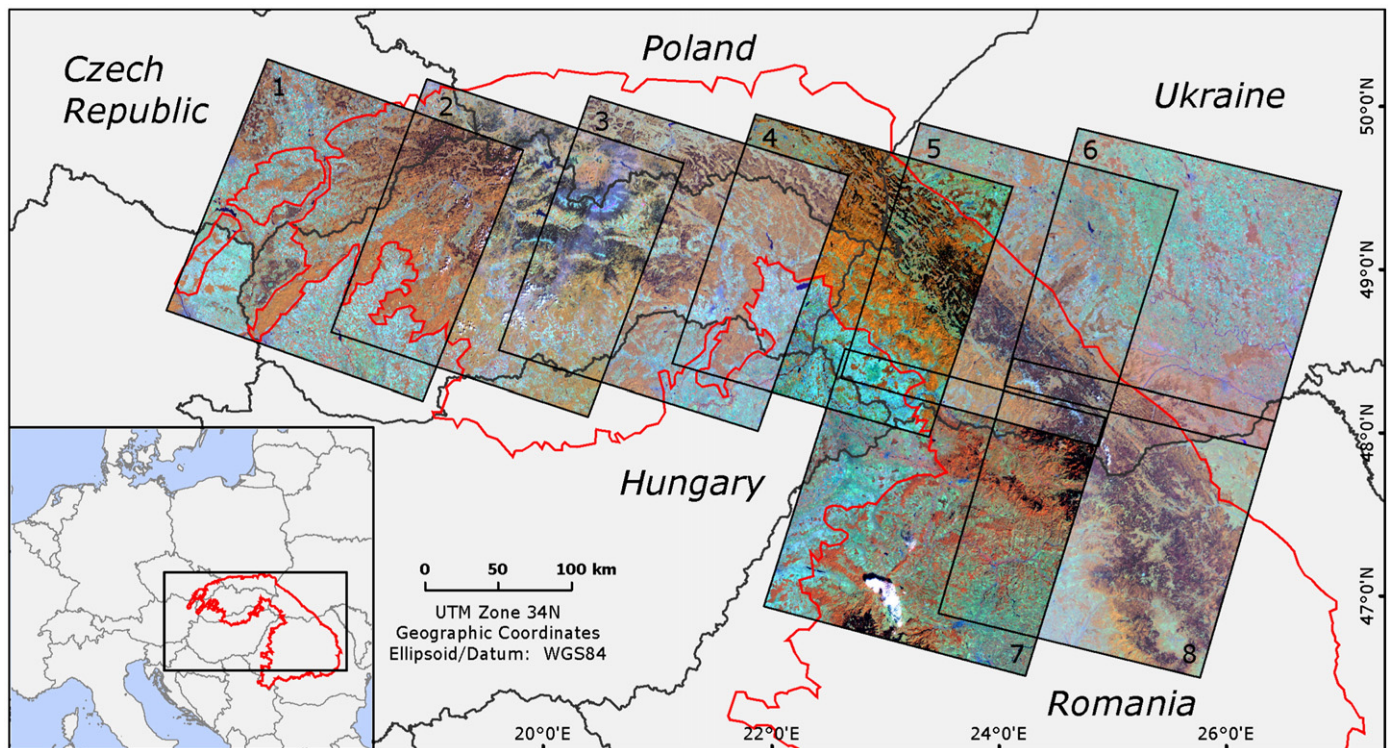 Czech
Republic
Poland
Ukraine
1
2
3
4
5
6
50°0'N
49°0'N
48°0'N
47°0'N
Hungary
0 50 100 km
UTM Zone 34N
Geographic Coordinates
Ellipsoid/Datum: WGS84
7
8
Romania
20°0'E 22°0'E 24°0'E 26°0'E